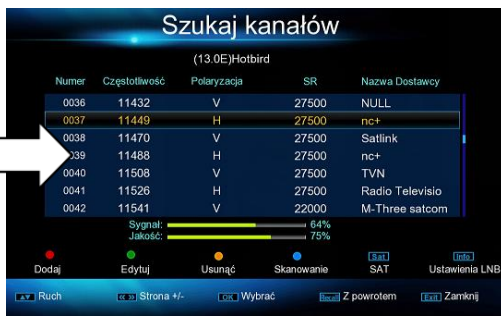 Szukaj kanałów
(13.0E)Hotbird
Numer Częstotliwość Polaryzacja SR Nazwa Dostawcy
0036 11432 V 27500 NULL
0037 11449 H 27500 nc+
0038 11470 V 27500 Satlink
039 11488 H 27500 nc+
0040 11508 V 27500 TVN
0041 11526 H 27500 Radio Televisio
0042 11541 V 22000 M-Three satcom
Sygnał: 64%
Jakość: 75%
Sat Info
Dodaj Edytuj Usunąć Skanowanie SAT Ustawienia LNB
Ruch Strona +/- OK Wybrać Recall Z powrotem Exit Zamknij